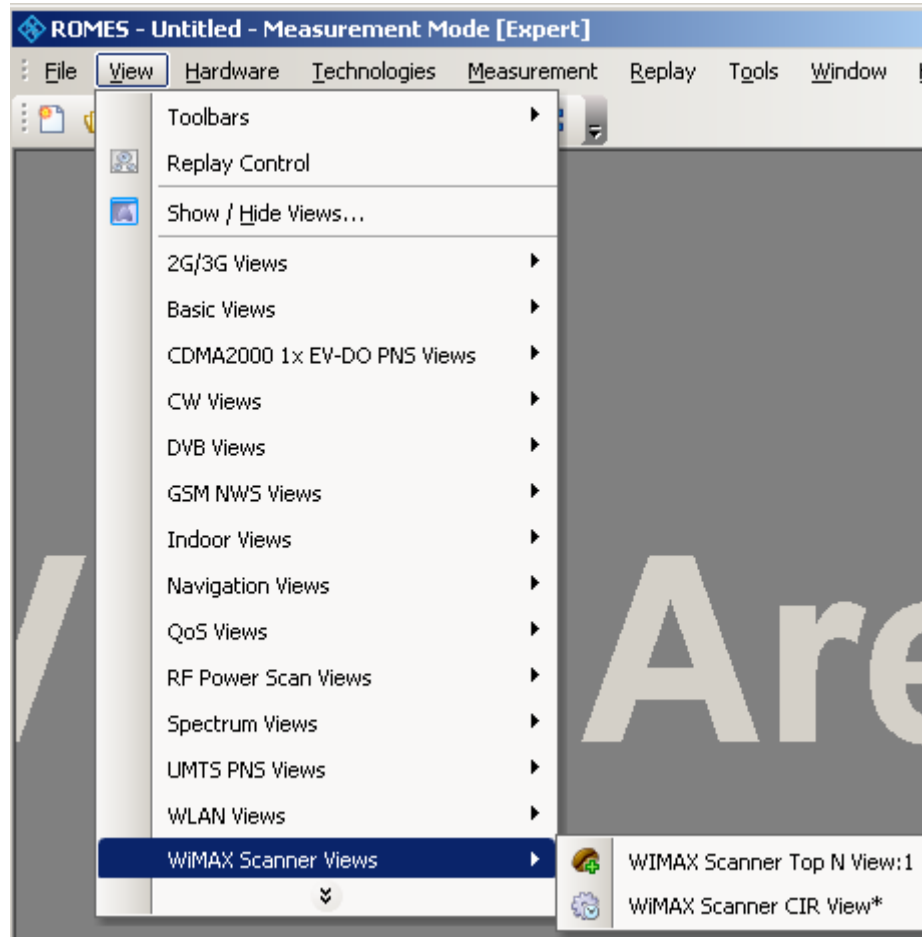 ROMES - Untitled - Measurement Mode [Expert]
File View Hardware Technologies Measurement Replay Tools Window
Toolbars
Replay Control
Show / Hide Views...
2G/3G Views
Basic Views
CDMA2000 1x EV-DO PNS Views
CW Views
DVB Views
GSM NWS Views
Indoor Views
Navigation Views
QoS Views
RF Power Scan Views
Spectrum Views
UMTS PNS Views
WLAN Views
WiMAX Scanner Views
WIMAX Scanner Top N View:1
WiMAX Scanner CIR View*
Are